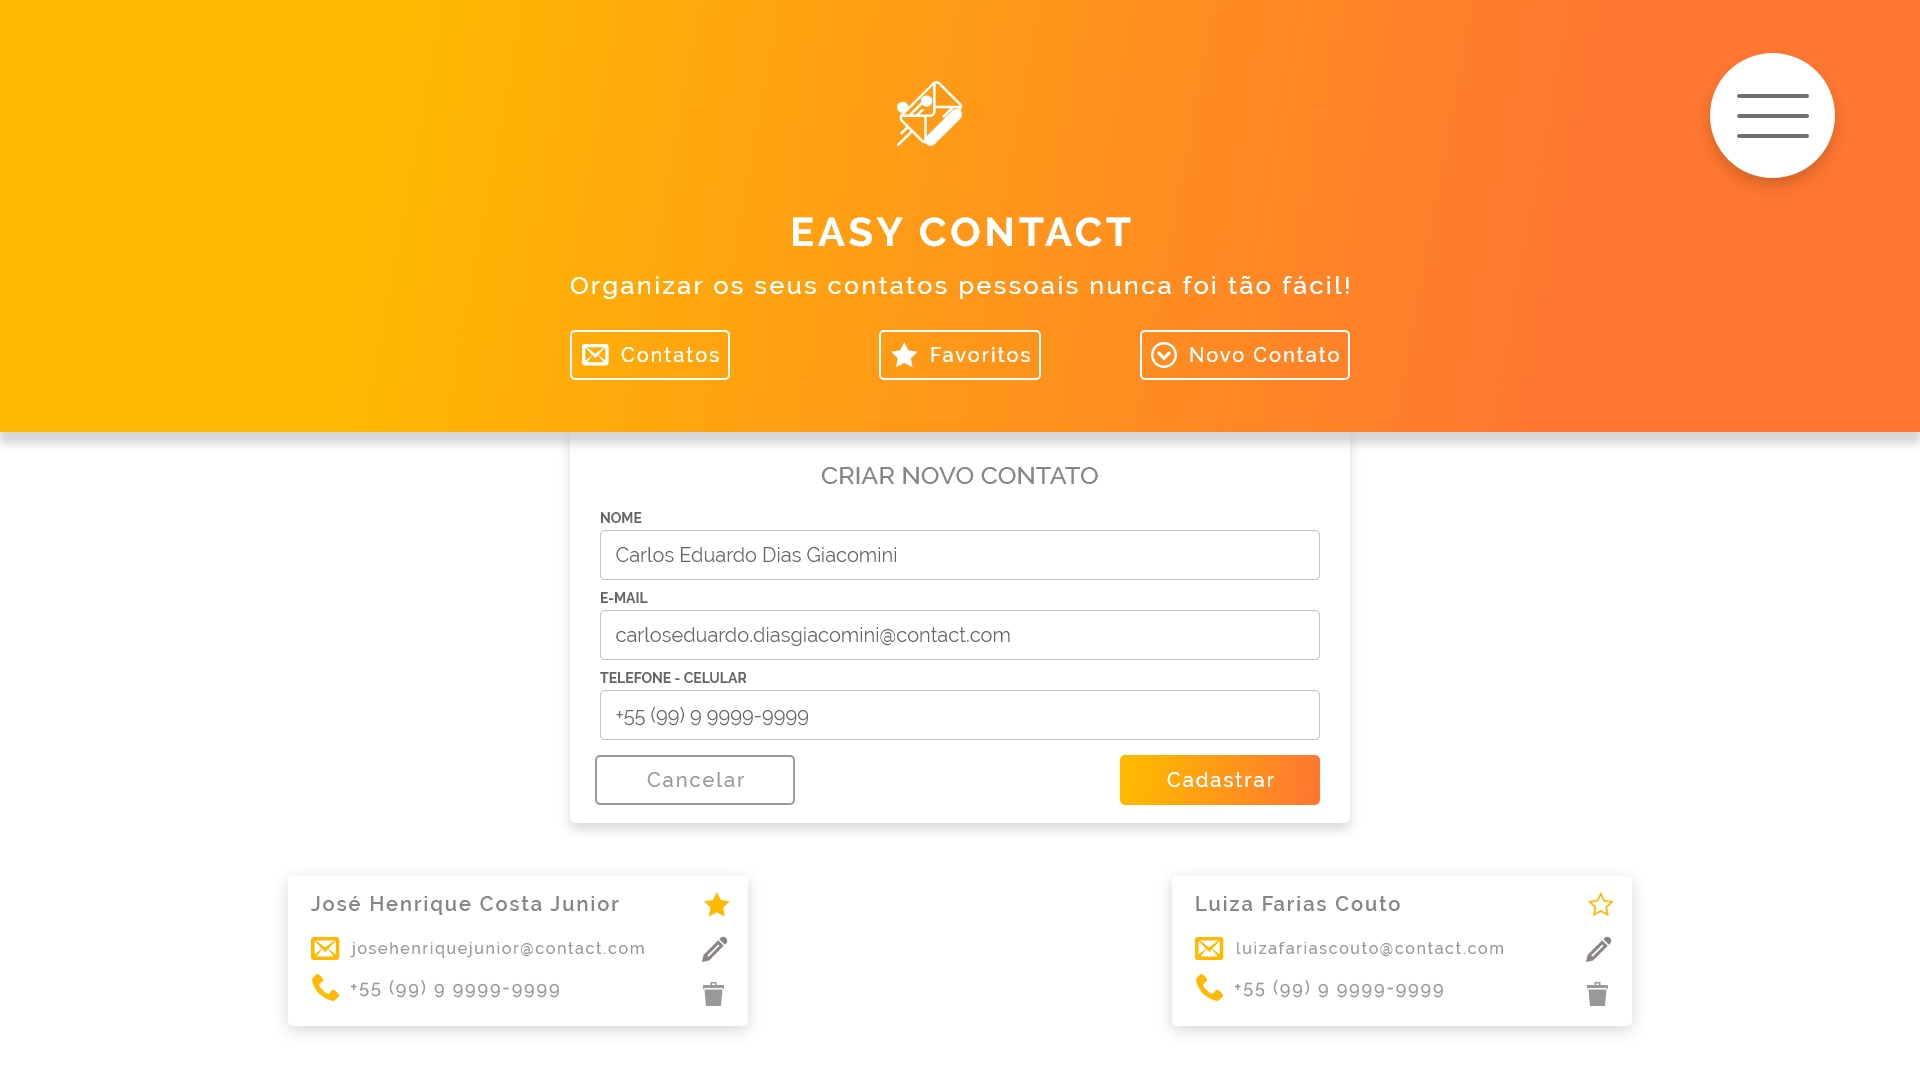 EASY CONTACT
Organizar os seus contatos pessoais nunca foi tão fácil!
Contatos
Favoritos
Novo Contato
CRIAR NOVO CONTATO
NOME
Carlos Eduardo Dias Giacomini
E-MAIL
carloseduardo.diasgiacomini@contact.com
TELEFONE - CELULAR
+55 (99) 9 9999-9999
Cancelar
Cadastrar
José Henrique Costa Junior
josehenriquejunior@contact.com
+55 (99) 9 9999-9999
Luiza Farias Couto
luizafariascouto@contact.com
+55 (99) 9 9999-9999